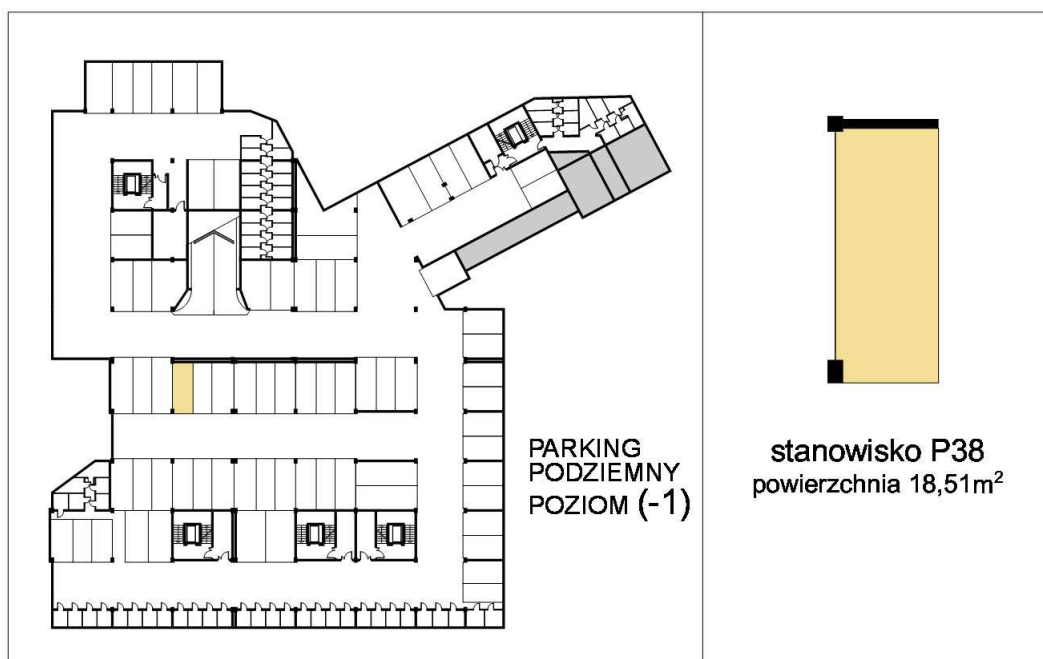 PARKING
PODZIEMNY
POZIOM (-1)
stanowisko P38
powierzchnia 18,51m²